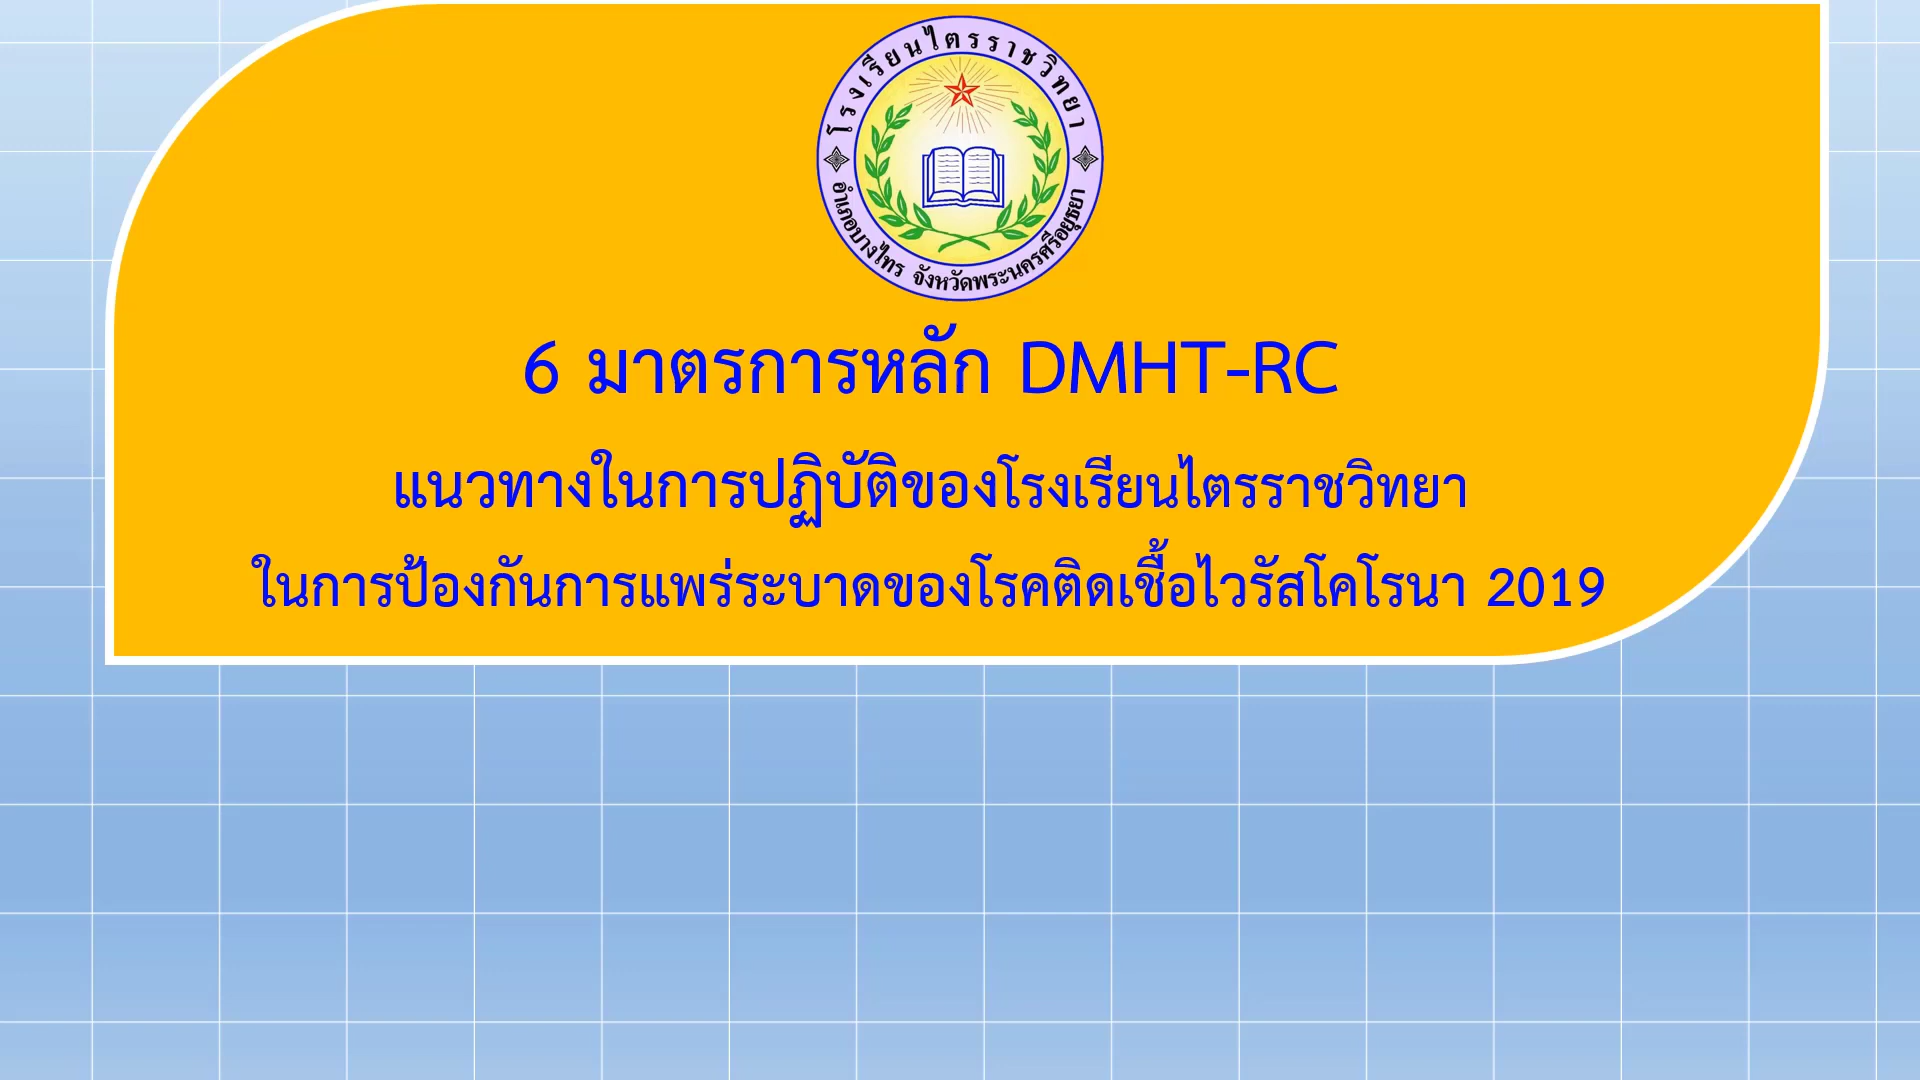 โรงเรียนไตรราชวิทยา
อำเภอบางไทร จังหวัดพระนครศรีอยุธยา
6 มาตรการหลัก DMHT-RC
แนวทางในการปฏิบัติของโรงเรียนไตรราชวิทยา
ในการป้องกันการแพร่ระบาดของโรคติดเชื้อไวรัสโคโรนา 2019